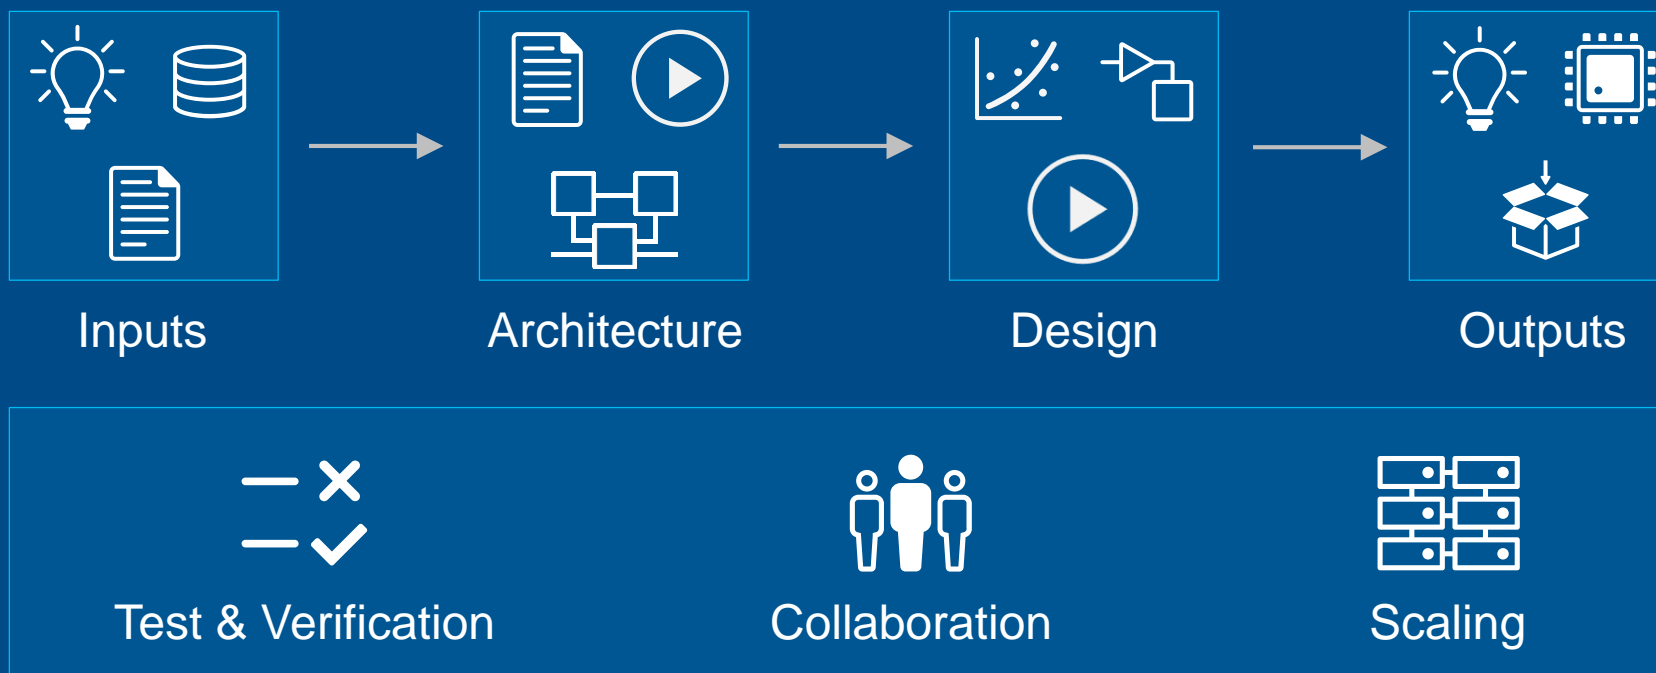 Inputs
Architecture
Design
Outputs
Test & Verification
Collaboration
Scaling